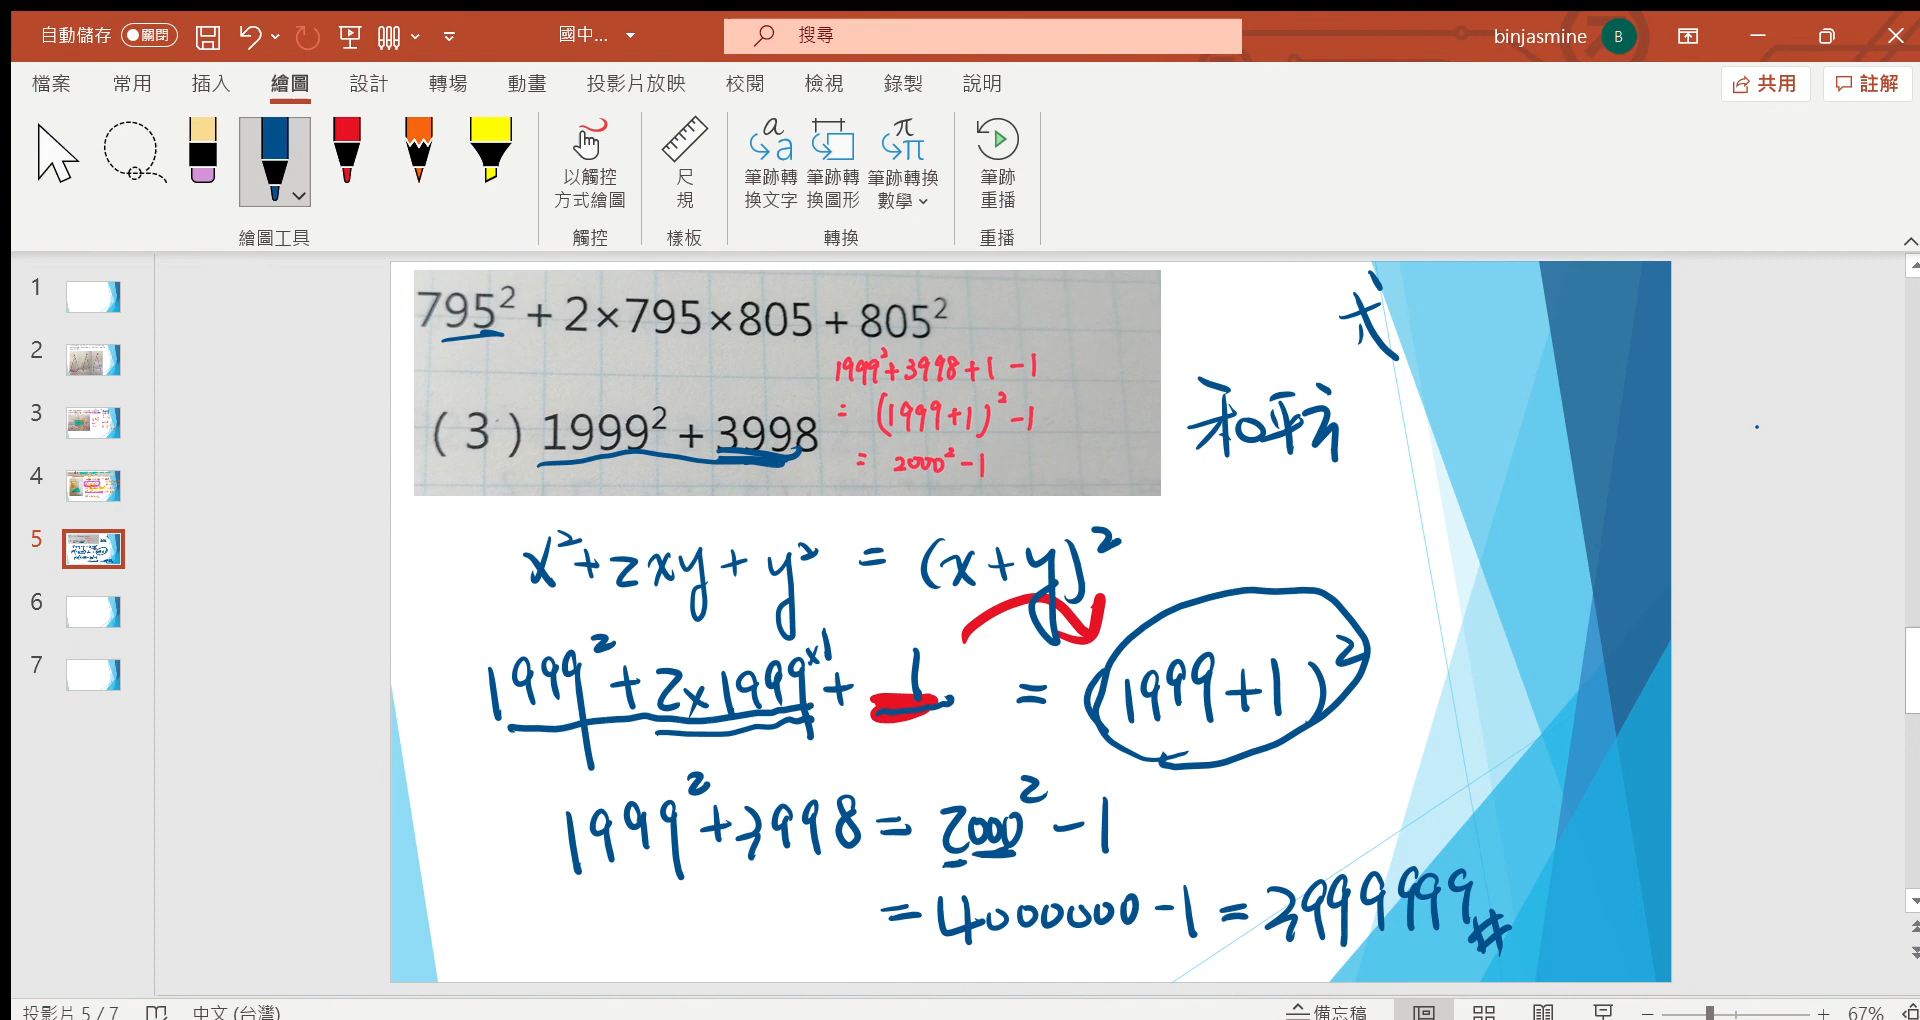 自動儲存 關閉 國中... 搜尋 binjasmine B
檔案 常用 插入 繪圖 設計 轉場 動畫 投影片放映 校閱 檢視 錄製 說明 共用 註解
以觸控方式繪圖 尺規 筆跡轉換文字 筆跡轉換圖形 筆跡轉換數學 筆跡重播
繪圖工具 觸控 樣板 轉換 重播
1
2
3
4
5
6
7
795² + 2×795×805 + 805²
(3) 1999² + 3998
1999²+3998+1 -1
= (1999+1)² -1
= 2000² -1
和平方
x²+2xy+y² = (x+y)²
1999² + 2×1999×1 + 1 = (1999+1)²
1999²+3998 = 2000² -1
= 4000000 -1 = 3999999 #
投影片 5 / 7 中文 (台灣) 備忘稿 67%